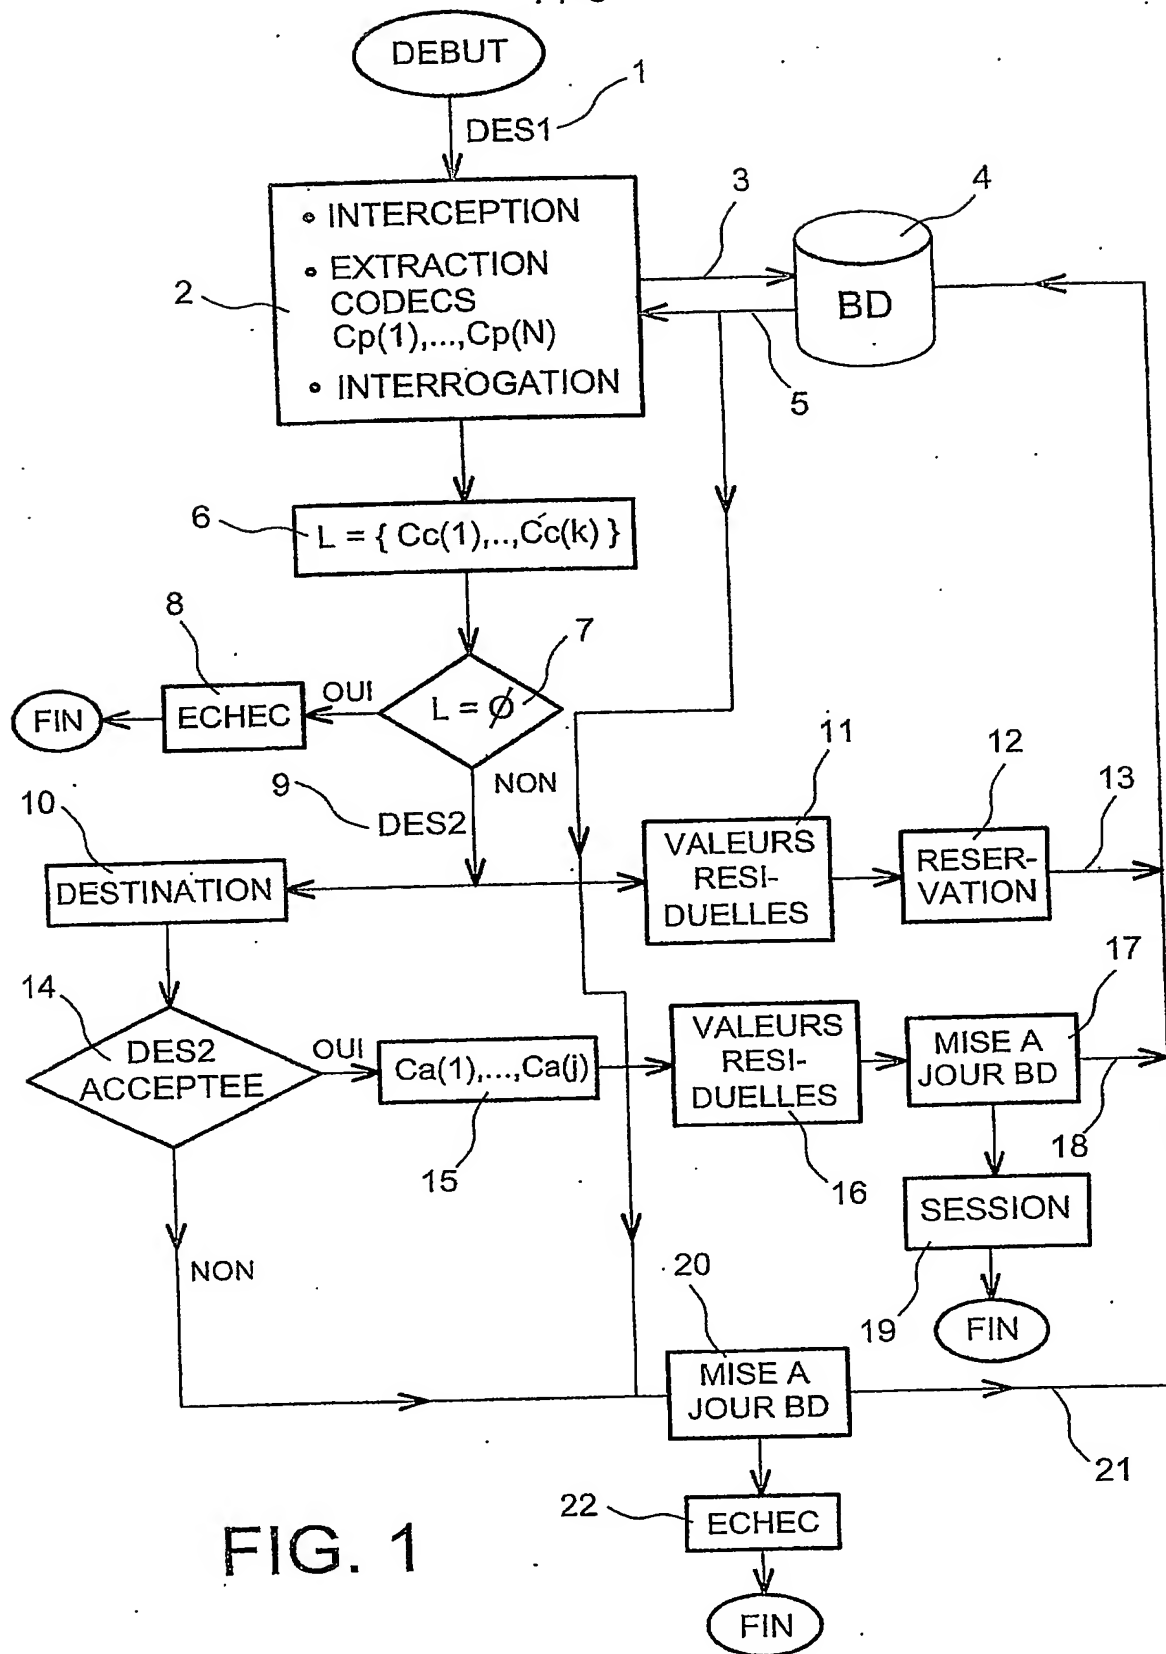 DEBUT
1
DES1
• INTERCEPTION
• EXTRACTION
CODECS
Cp(1),...,Cp(N)
• INTERROGATION
2
3
4
BD
5
6
L = { Cc(1),..,Cc(k) }
7
L = Ø
8
OUI
ECHEC
FIN
NON
9
DES2
10
DESTINATION
11
VALEURS
RESI-
DUELLES
12
RESER-
VATION
13
14
DES2
ACCEPTEE
OUI
Ca(1),...,Ca(j)
15
VALEURS
RESI-
DUELLES
16
17
MISE A
JOUR BD
18
SESSION
19
FIN
NON
20
MISE A
JOUR BD
21
22
ECHEC
FIN
FIG. 1